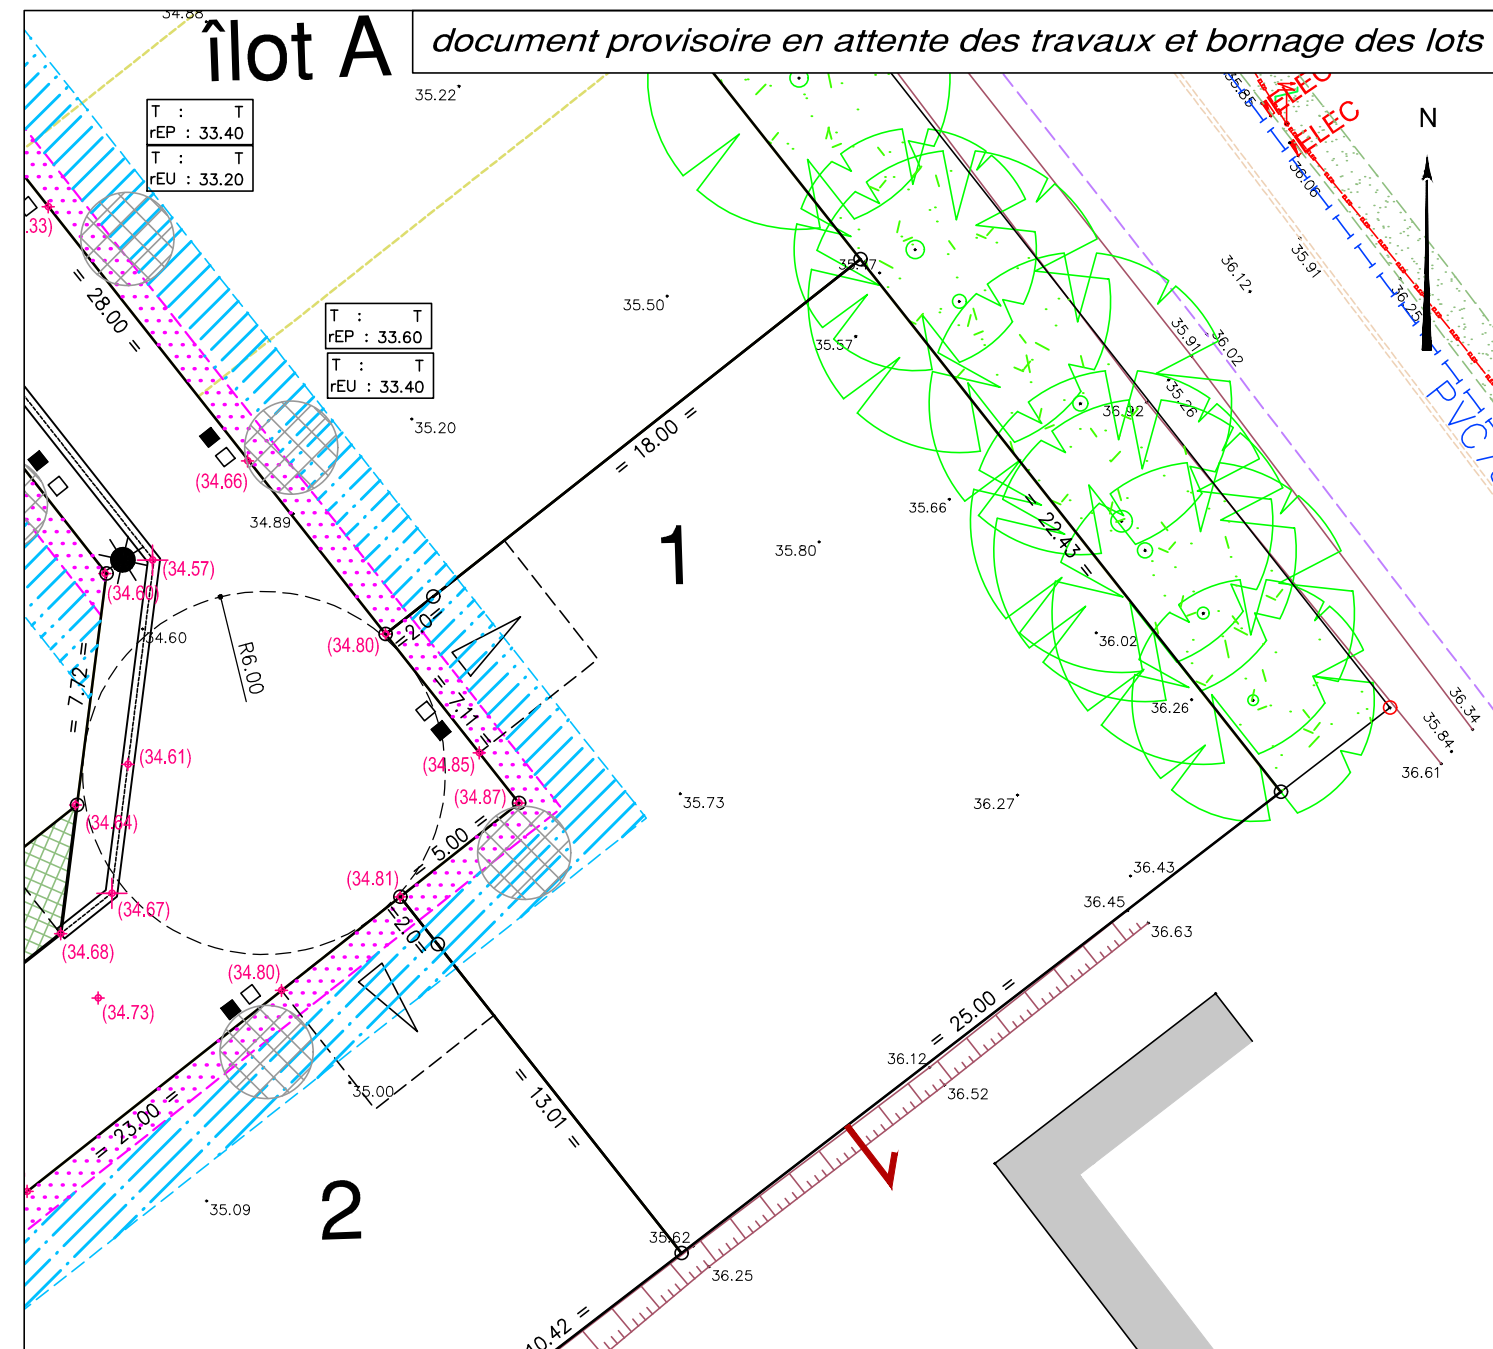 34.88
îlot A
document provisoire en attente des travaux et bornage des lots
35.22
T : T
rEP : 33.40
T : T
rEU : 33.20
ELEC
ELEC
N
35.85
36.06
35.91
36.12
36.25
.33)
= 28.00 =
35.50
T : T
rEP : 33.60
T : T
rEU : 33.40
35.57
35.91
36.02
35.26
36.92
PVC
35.20
= 18.00 =
(34.66)
34.89
35.66
35.80
1
= 22.43 =
(34.57)
(34.60)
34.60
(34.80)
=2.0=
R6.00
= 7.72 =
= 7.11 =
36.02
36.26
36.34
35.84
36.61
(34.61)
(34.85)
(34.87)
35.73
36.27
(34.64)
= 5.00 =
(34.81)
36.43
36.45
36.63
(34.67)
(34.68)
=2.0=
(34.80)
(34.73)
= 25.00 =
36.12
36.52
35.00
= 13.01 =
= 23.00 =
35.09
2
35.62
36.25
10.42 =